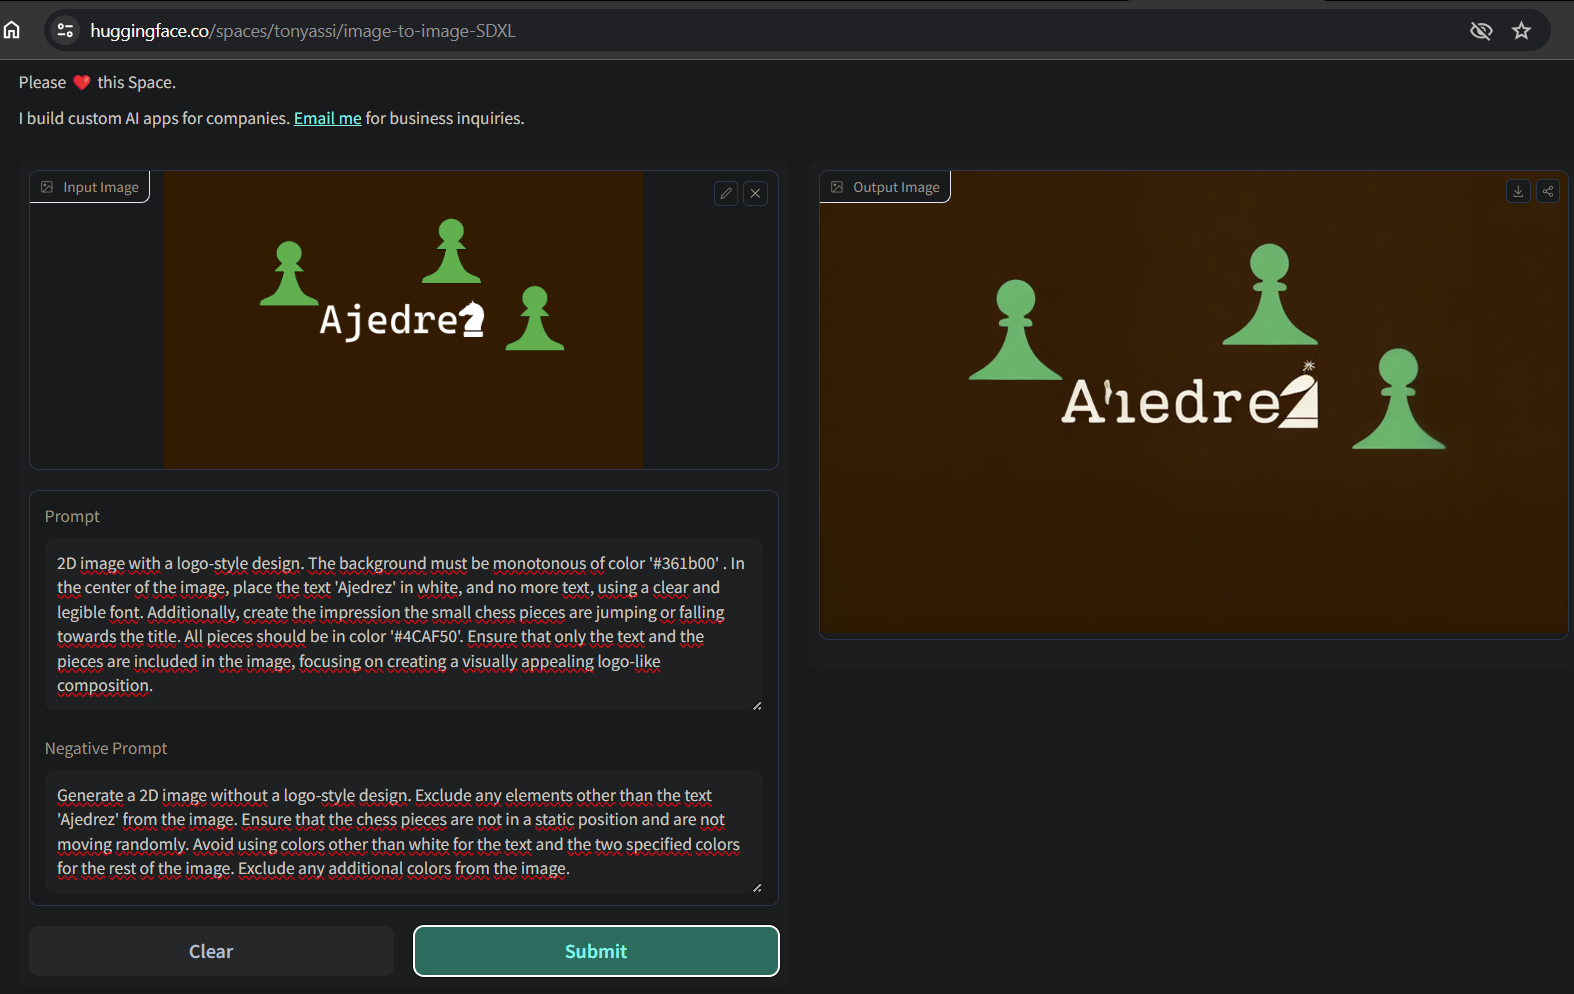 huggingface.co/spaces/tonyassi/image-to-image-SDXL
Please ❤️ this Space.
I build custom AI apps for companies. Email me for business inquiries.
Input Image
Ajedre
Output Image
Prompt
2D image with a logo-style design. The background must be monotonous of color '#361b00' . In
the center of the image, place the text 'Ajedrez' in white, and no more text, using a clear and
legible font. Additionally, create the impression the small chess pieces are jumping or falling
towards the title. All pieces should be in color '#4CAF50'. Ensure that only the text and the
pieces are included in the image, focusing on creating a visually appealing logo-like
composition.
Negative Prompt
Generate a 2D image without a logo-style design. Exclude any elements other than the text
'Ajedrez' from the image. Ensure that the chess pieces are not in a static position and are not
moving randomly. Avoid using colors other than white for the text and the two specified colors
for the rest of the image. Exclude any additional colors from the image.
Clear
Submit